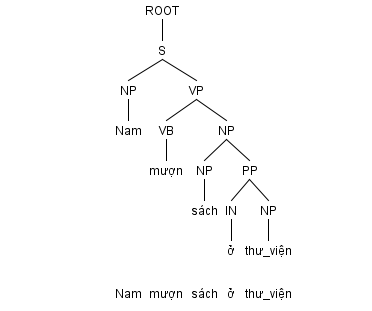 ROOT
S
NP VP
Nam VB NP
mượn NP PP
sách IN NP
ở thư_viện
Nam mượn sách ở thư_viện